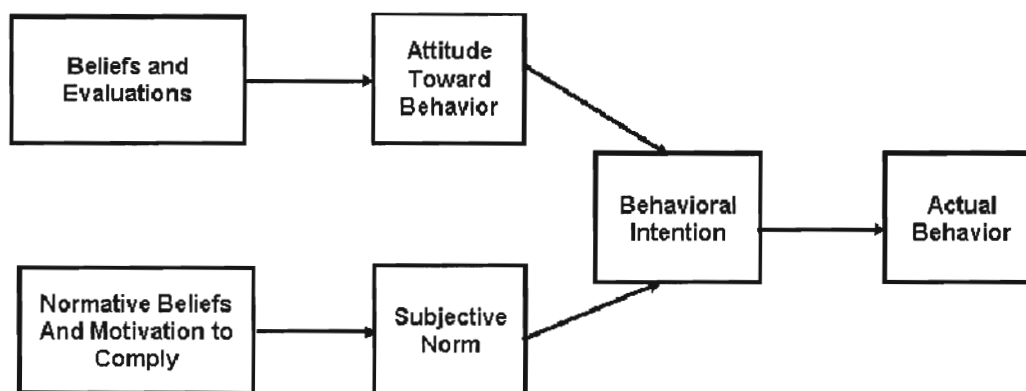 Beliefs and
Evaluations
Attitude
Toward
Behavior
Behavioral
Intention
Actual
Behavior
Normative Beliefs
And Motivation to
Comply
Subjective
Norm